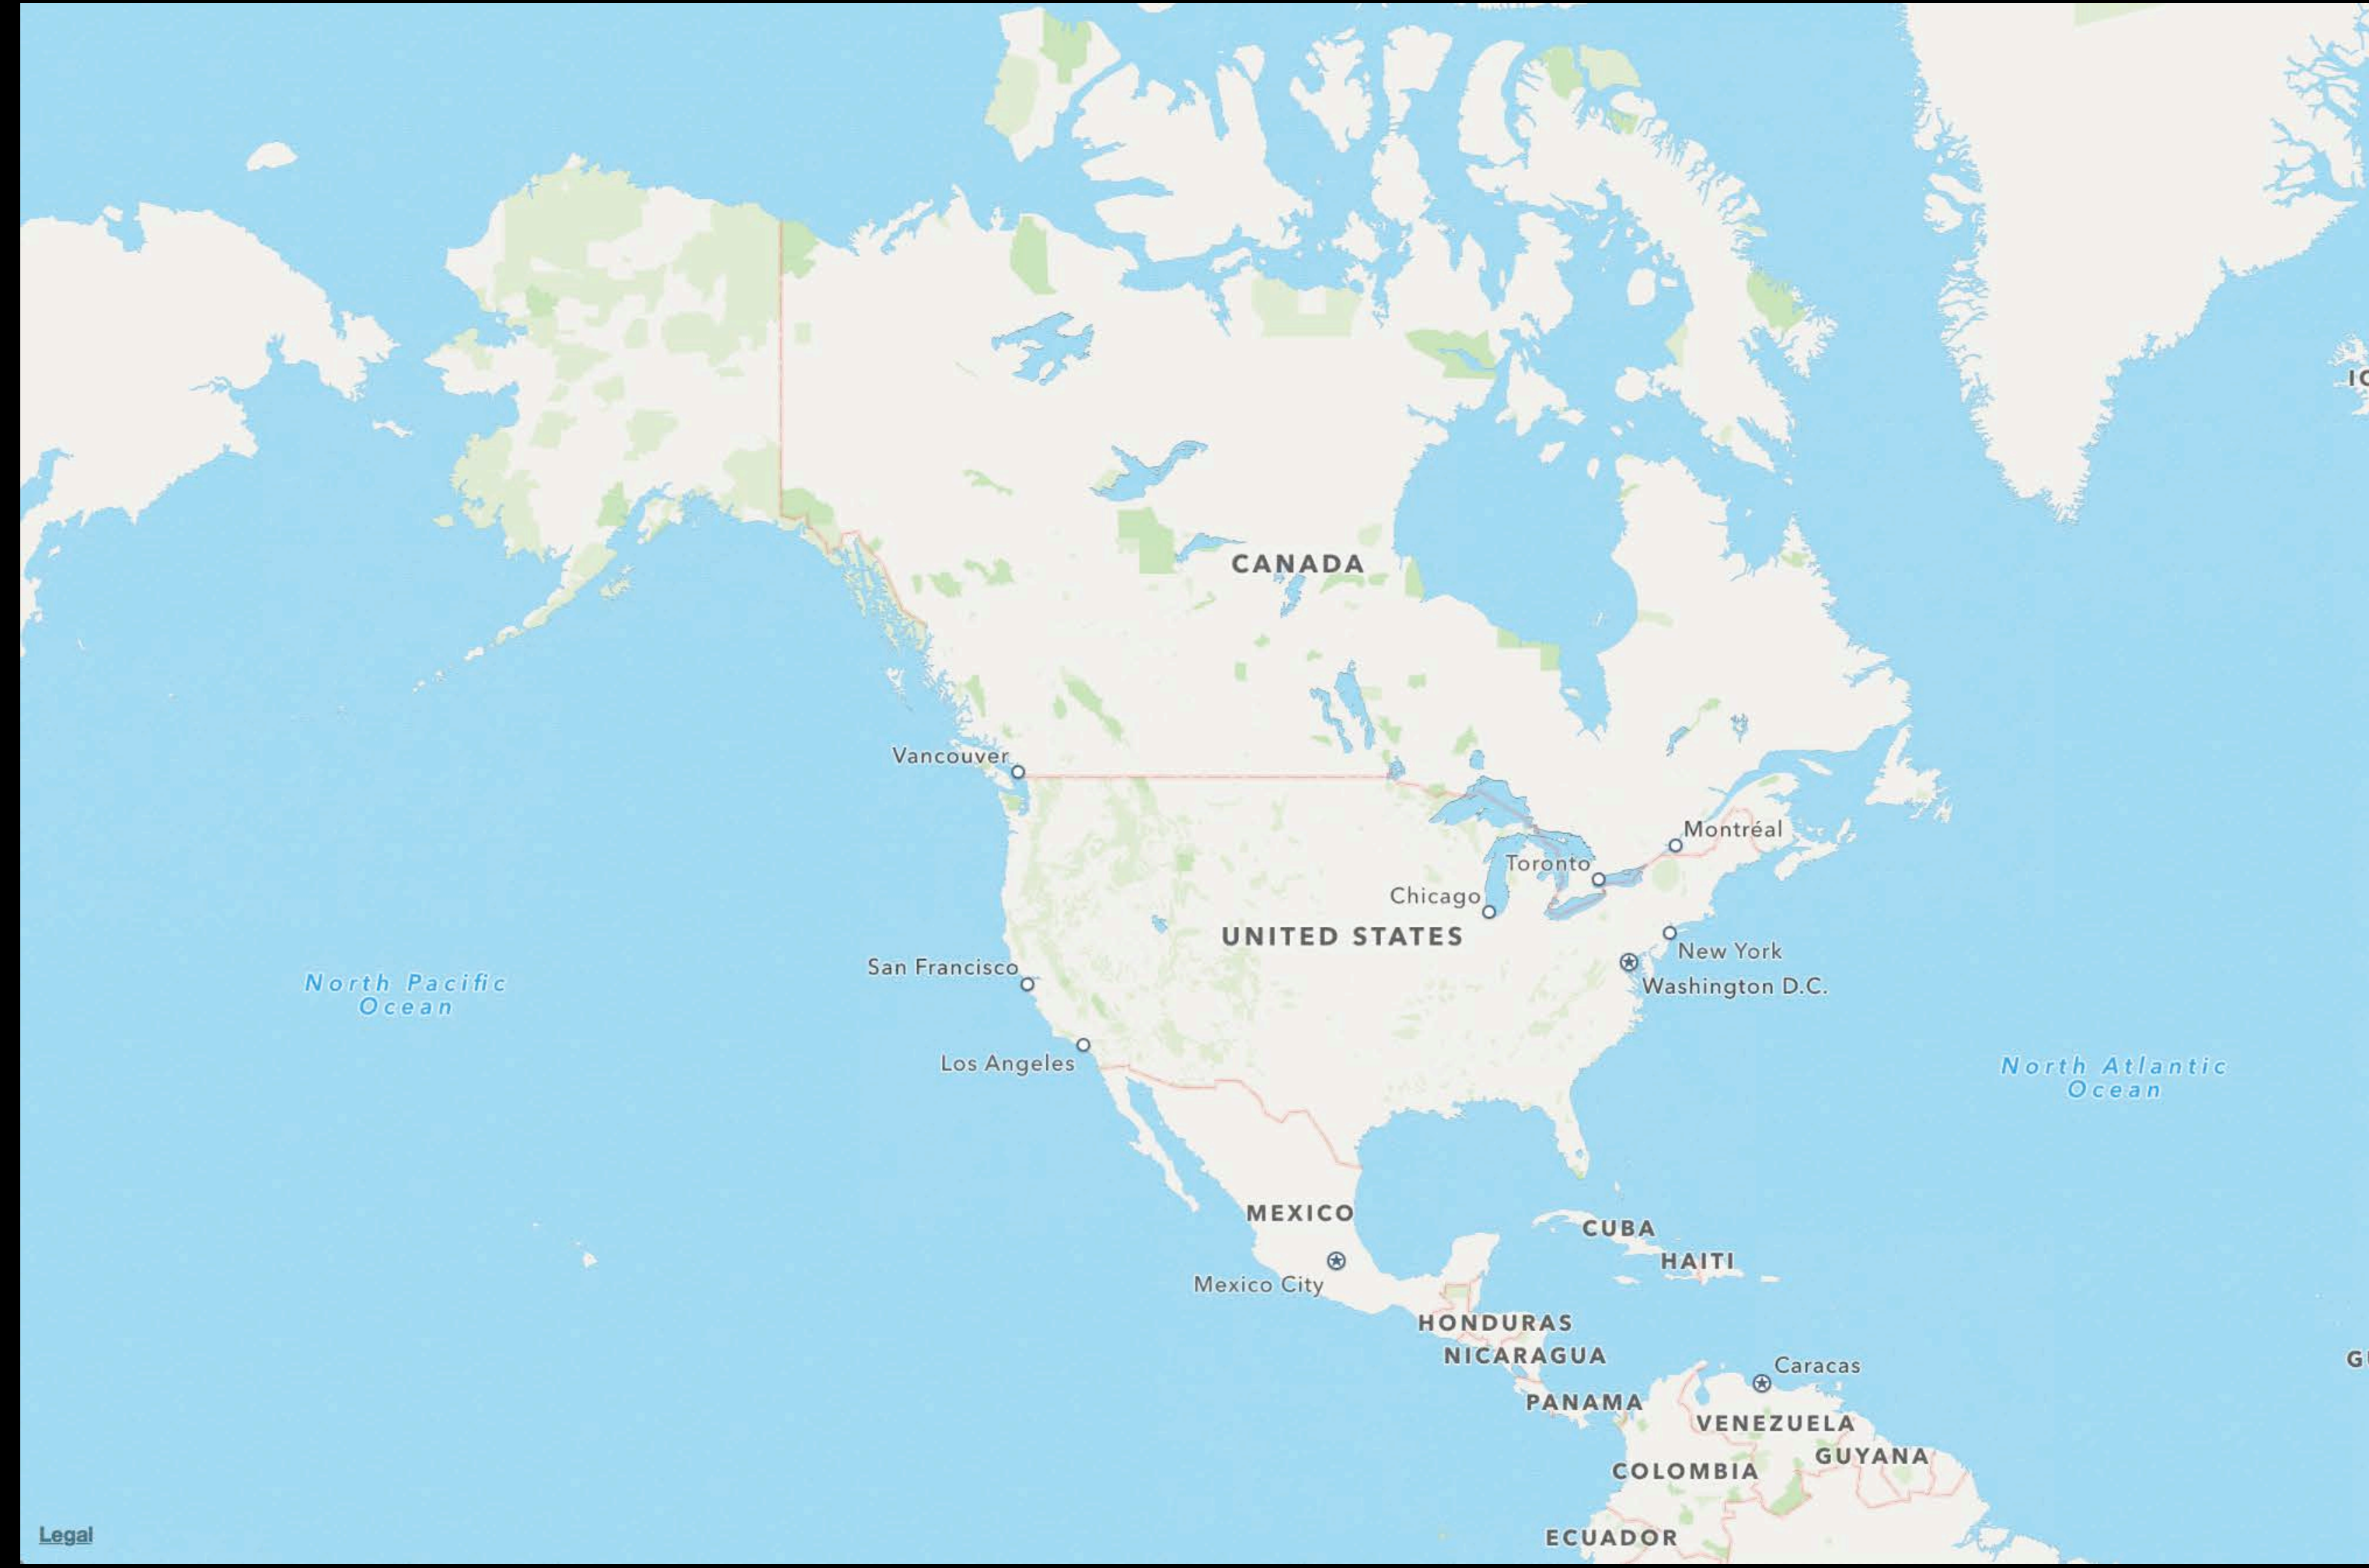 IC
CANADA
Vancouver
Montréal
Toronto
Chicago
UNITED STATES
New York
San Francisco
Washington D.C.
North Pacific
Ocean
Los Angeles
North Atlantic
Ocean
MEXICO
CUBA
HAITI
Mexico City
HONDURAS
NICARAGUA
Caracas
PANAMA
VENEZUELA
GUYANA
COLOMBIA
ECUADOR
Legal